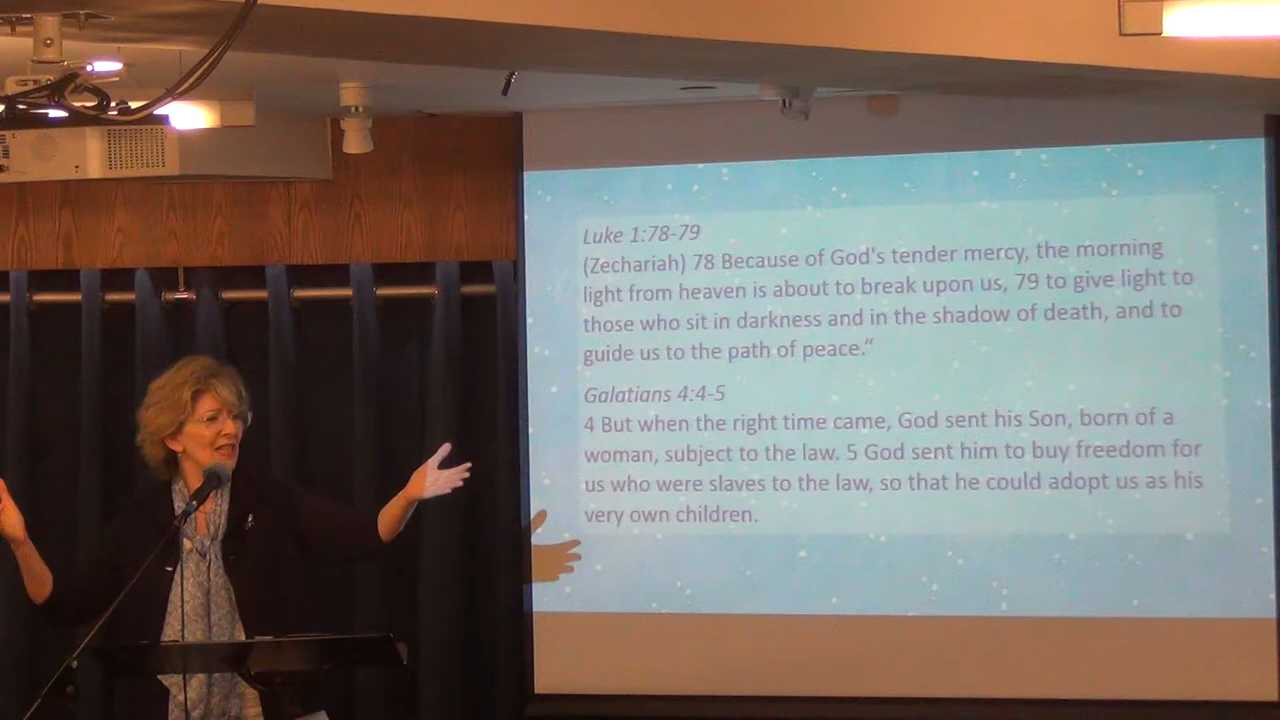 Luke 1:78-79
(Zechariah) 78 Because of God's tender mercy, the morning
light from heaven is about to break upon us, 79 to give light to
those who sit in darkness and in the shadow of death, and to
guide us to the path of peace.“
Galatians 4:4-5
4 But when the right time came, God sent his Son, born of a
woman, subject to the law. 5 God sent him to buy freedom for
us who were slaves to the law, so that he could adopt us as his
very own children.